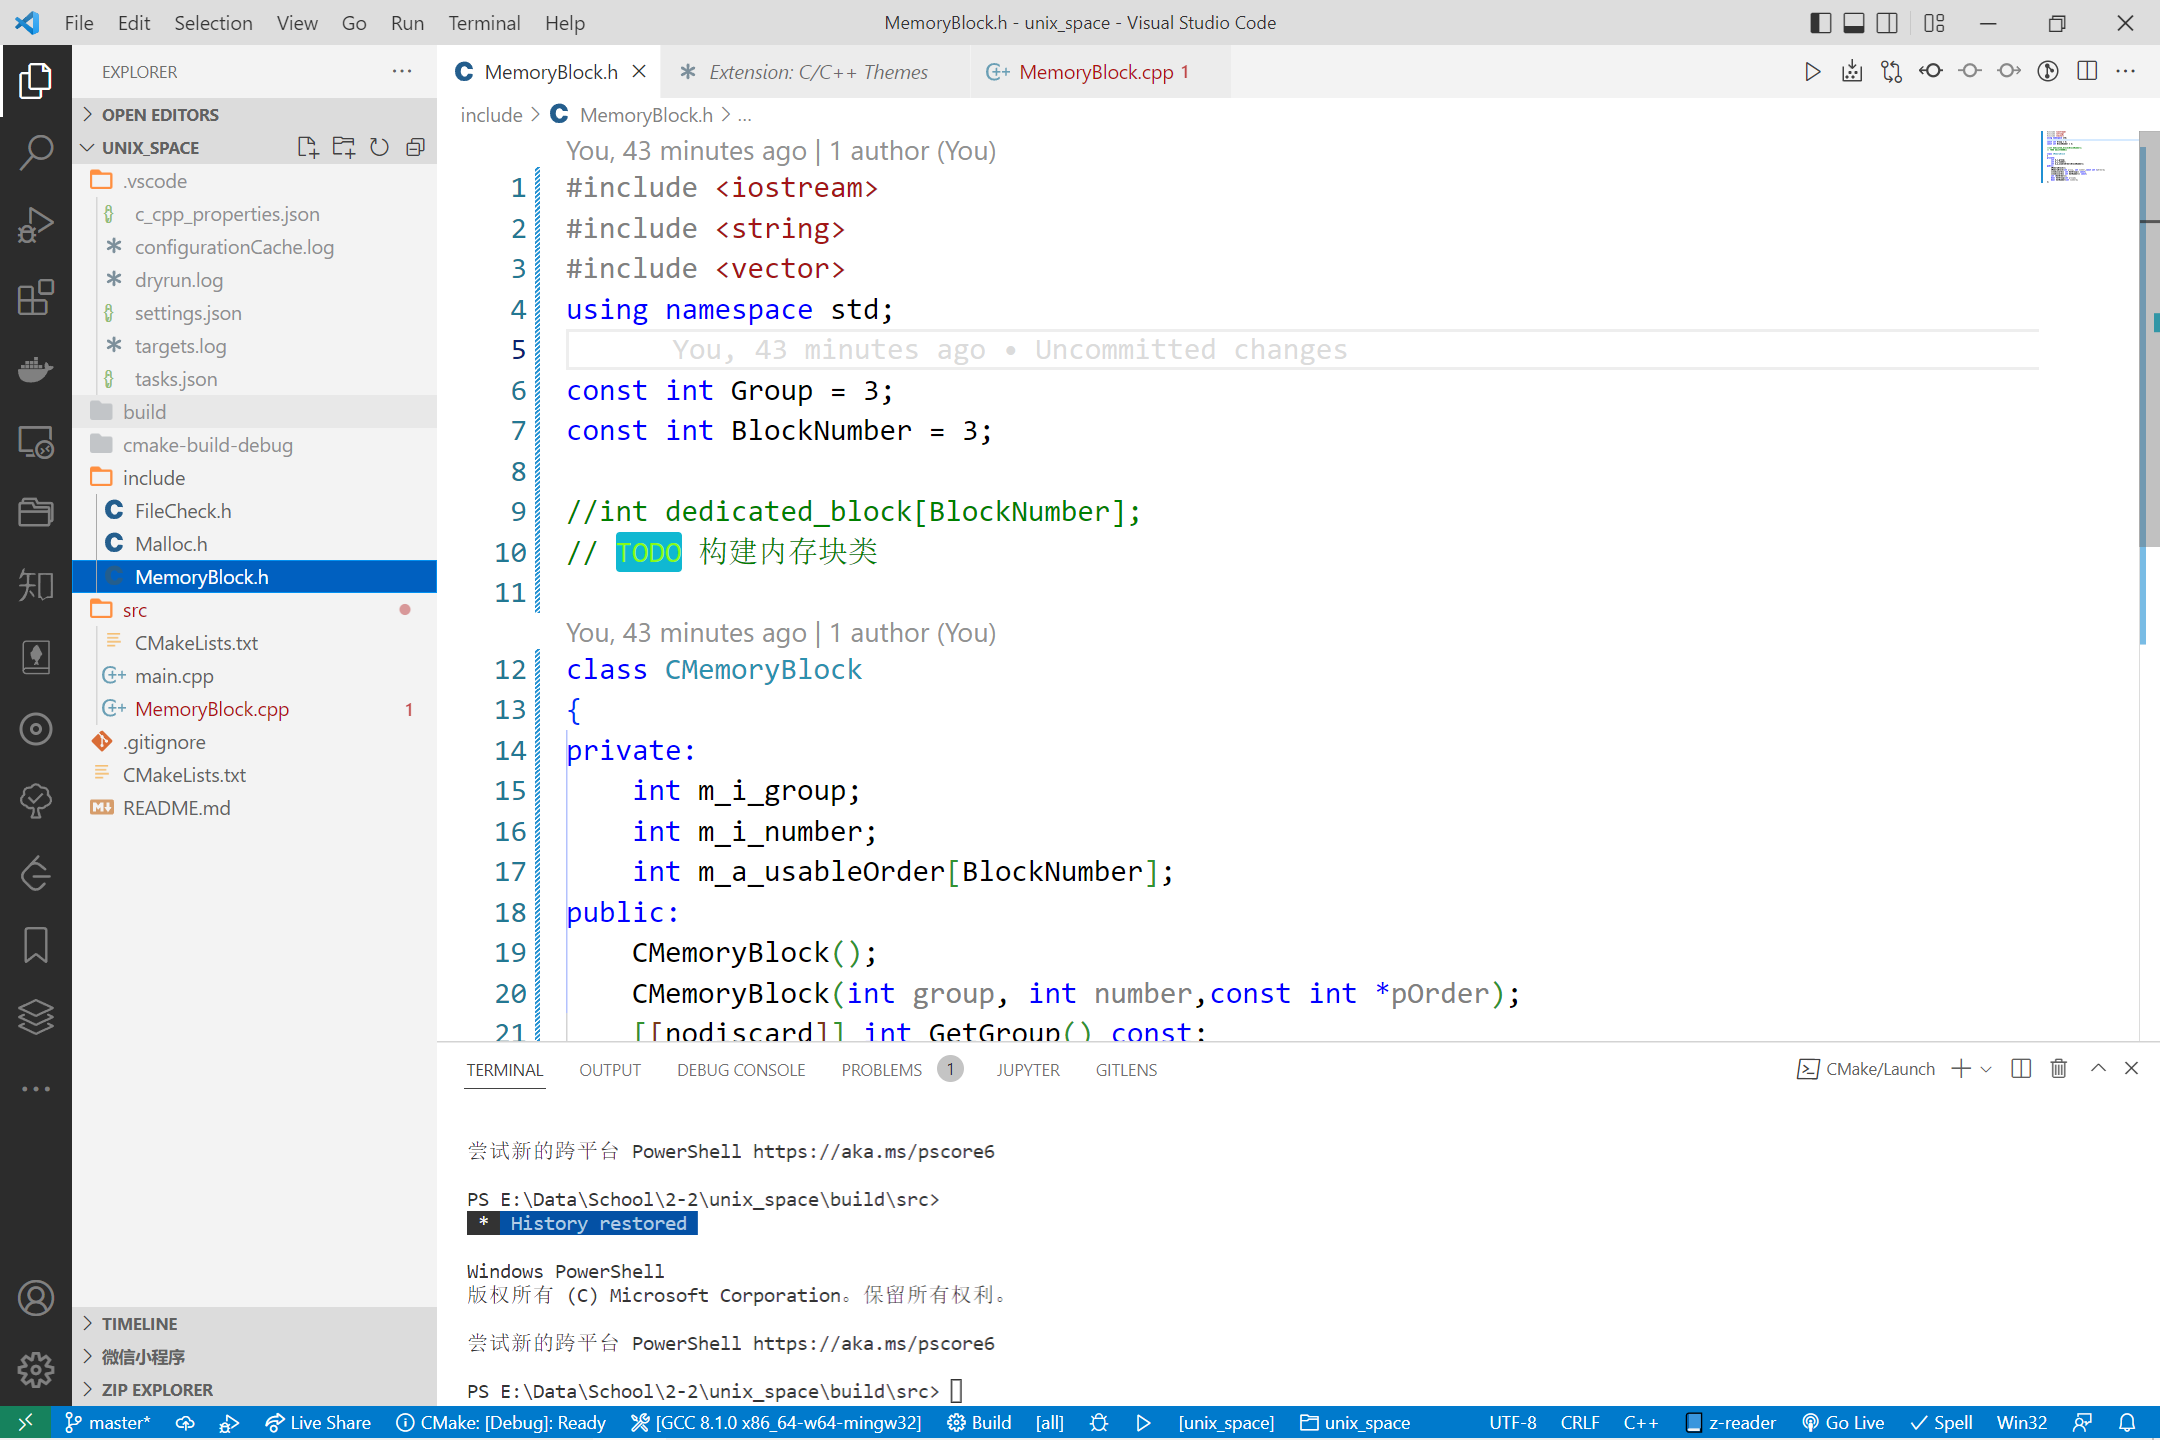 File Edit Selection View Go Run Terminal Help
MemoryBlock.h - unix_space - Visual Studio Code
EXPLORER
OPEN EDITORS
UNIX_SPACE
.vscode
c_cpp_properties.json
configurationCache.log
dryrun.log
settings.json
targets.log
tasks.json
build
cmake-build-debug
include
FileCheck.h
Malloc.h
MemoryBlock.h
src
CMakeLists.txt
main.cpp
MemoryBlock.cpp 1
.gitignore
CMakeLists.txt
README.md
TIMELINE
微信小程序
ZIP EXPLORER
MemoryBlock.h
Extension: C/C++ Themes
MemoryBlock.cpp 1
include > MemoryBlock.h > ...
You, 43 minutes ago | 1 author (You)
1 #include <iostream>
2 #include <string>
3 #include <vector>
4 using namespace std;
5 You, 43 minutes ago • Uncommitted changes
6 const int Group = 3;
7 const int BlockNumber = 3;
8
9 //int dedicated_block[BlockNumber];
10 // TODO 构建内存块类
11
You, 43 minutes ago | 1 author (You)
12 class CMemoryBlock
13 {
14 private:
15 int m_i_group;
16 int m_i_number;
17 int m_a_usableOrder[BlockNumber];
18 public:
19 CMemoryBlock();
20 CMemoryBlock(int group, int number,const int *pOrder);
21 [[nodiscard]] int GetGroup() const;
TERMINAL OUTPUT DEBUG CONSOLE PROBLEMS 1 JUPYTER GITLENS
CMake/Launch
尝试新的跨平台 PowerShell https://aka.ms/pscore6
PS E:\Data\School\2-2\unix_space\build\src>
* History restored
Windows PowerShell
版权所有 (C) Microsoft Corporation。保留所有权利。
尝试新的跨平台 PowerShell https://aka.ms/pscore6
PS E:\Data\School\2-2\unix_space\build\src>
master* Live Share CMake: [Debug]: Ready [GCC 8.1.0 x86_64-w64-mingw32] Build [all] [unix_space] unix_space UTF-8 CRLF C++ z-reader Go Live Spell Win32